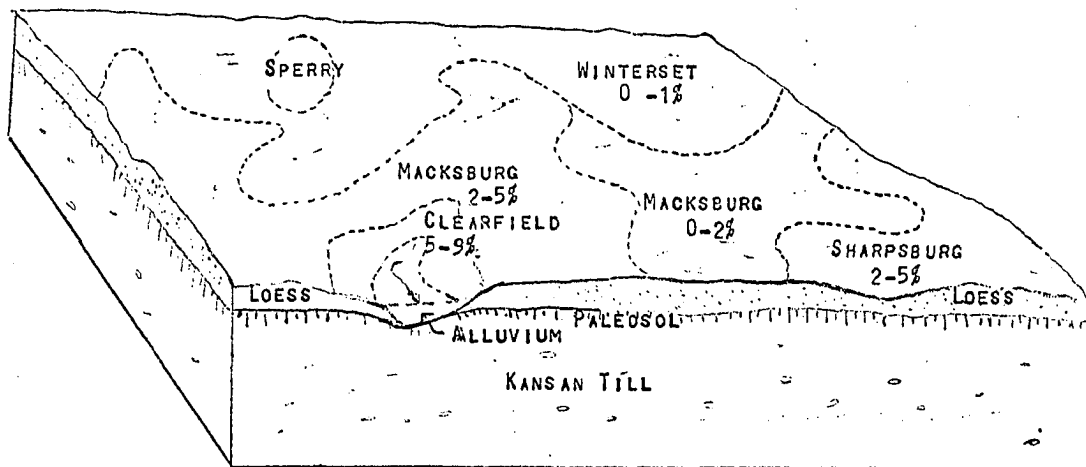 SPERRY
WINTERSET
0 -1%
MACKSBURG
2-5%
CLEARFIELD
5-9%
MACKSBURG
0-2%
SHARPSBURG
2-5%
LOESS
LOESS
PALEOSOL
ALLUVIUM
KANSAN TILL